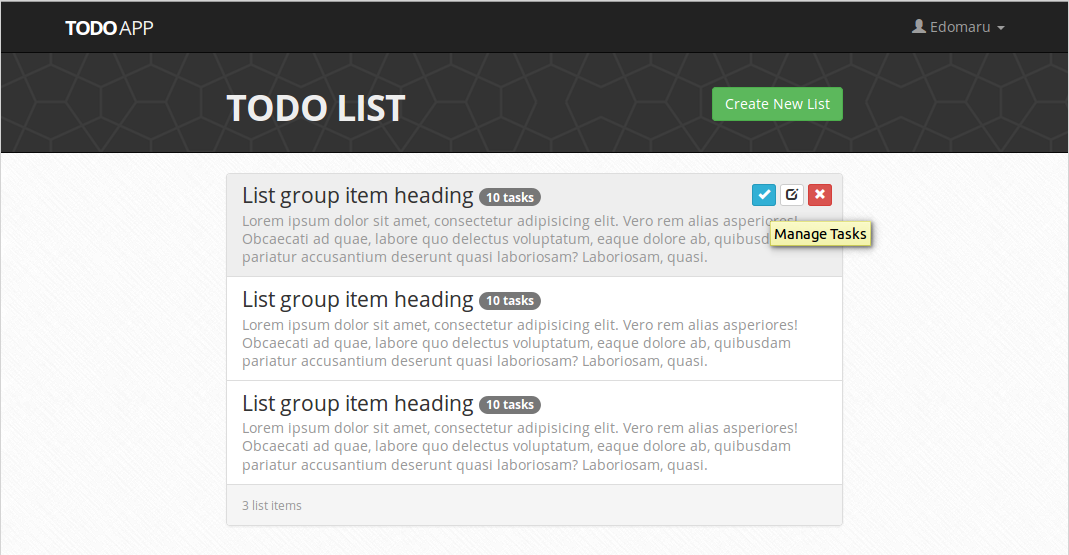 TODO APP
Edomaru
TODO LIST
Create New List
List group item heading 10 tasks
Lorem ipsum dolor sit amet, consectetur adipisicing elit. Vero rem alias asperiores!
Obcaecati ad quae, labore quo delectus voluptatum, eaque dolore ab,
Manage Tasks
pariatur accusantium deserunt quasi laboriosam? Laboriosam, quasi.
List group item heading 10 tasks
Lorem ipsum dolor sit amet, consectetur adipisicing elit. Vero rem alias asperiores!
Obcaecati ad quae, labore quo delectus voluptatum, eaque dolore ab, quibusdam
pariatur accusantium deserunt quasi laboriosam? Laboriosam, quasi.
List group item heading 10 tasks
Lorem ipsum dolor sit amet, consectetur adipisicing elit. Vero rem alias asperiores!
Obcaecati ad quae, labore quo delectus voluptatum, eaque dolore ab, quibusdam
pariatur accusantium deserunt quasi laboriosam? Laboriosam, quasi.
3 list items